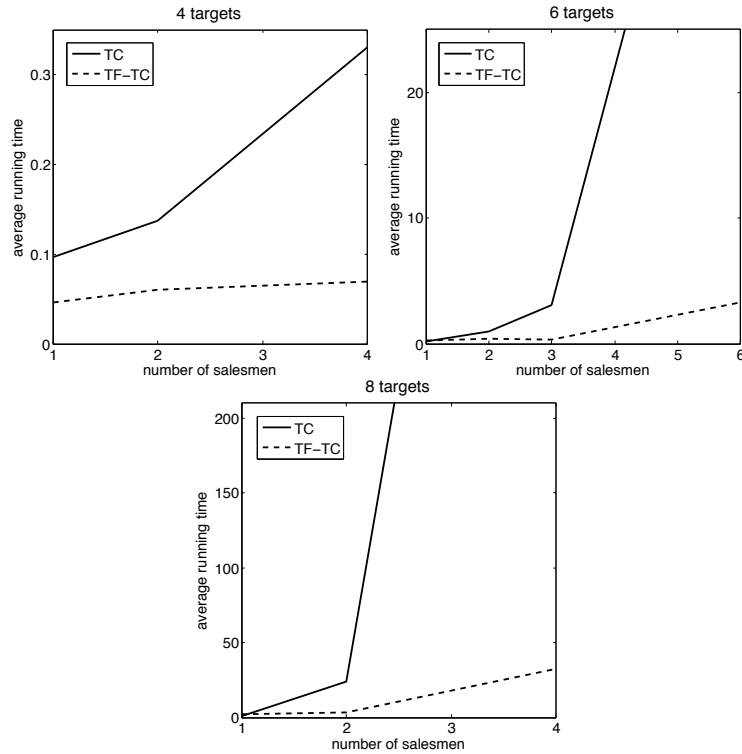 4 targets
TC
TF-TC
0.3
0.2
0.1
0
average running time
1
2
3
4
number of salesmen
6 targets
TC
TF-TC
20
10
0
average running time
1
2
3
4
5
6
number of salesmen
8 targets
TC
TF-TC
200
150
100
50
0
average running time
1
2
3
4
number of salesmen